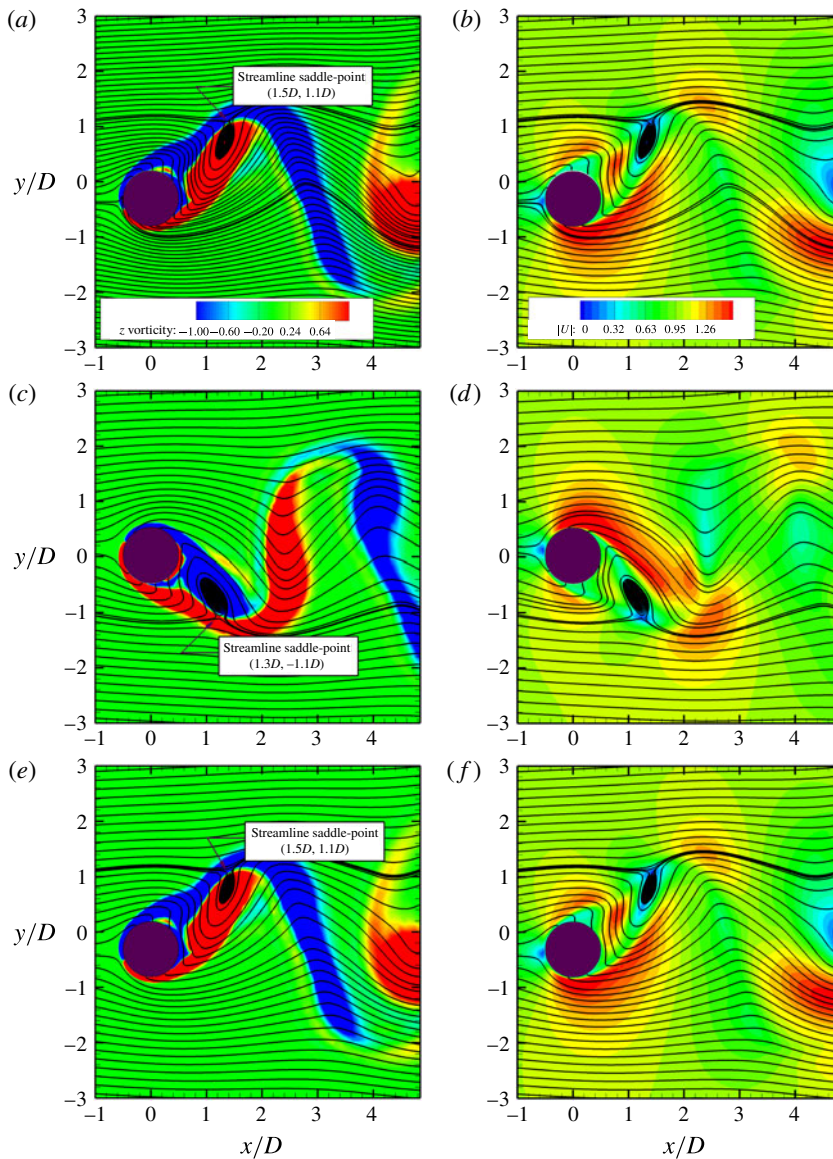 (a)
(b)
3
2
1
0
−1
−2
−3
y/D
Streamline saddle-point
(1.5D, 1.1D)
z vorticity: −1.00 −0.60 −0.20 0.24 0.64
−1 0 1 2 3 4
3
2
1
0
−1
−2
−3
|U|: 0 0.32 0.63 0.95 1.26
−1 0 1 2 3 4
(c)
(d)
3
2
1
0
−1
−2
−3
y/D
Streamline saddle-point
(1.3D, −1.1D)
−1 0 1 2 3 4
3
2
1
0
−1
−2
−3
−1 0 1 2 3 4
(e)
(f)
3
2
1
0
−1
−2
−3
y/D
Streamline saddle-point
(1.5D, 1.1D)
−1 0 1 2 3 4
x/D
3
2
1
0
−1
−2
−3
−1 0 1 2 3 4
x/D